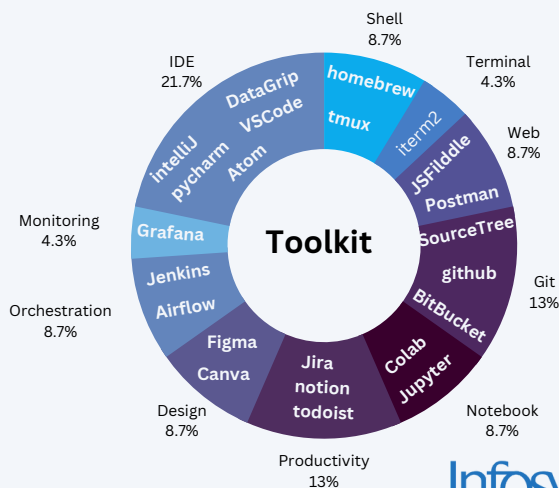 Shell
8.7%
homebrew
tmux
Terminal
4.3%
iterm2
Web
8.7%
JSFilddle
Postman
Git
13%
SourceTree
github
BitBucket
Notebook
8.7%
Colab
Jupyter
Productivity
13%
Jira
notion
todoist
Design
8.7%
Figma
Canva
Orchestration
8.7%
Jenkins
Airflow
Monitoring
4.3%
Grafana
IDE
21.7%
DataGrip
VSCode
intelliJ
pycharm
Atom
Toolkit